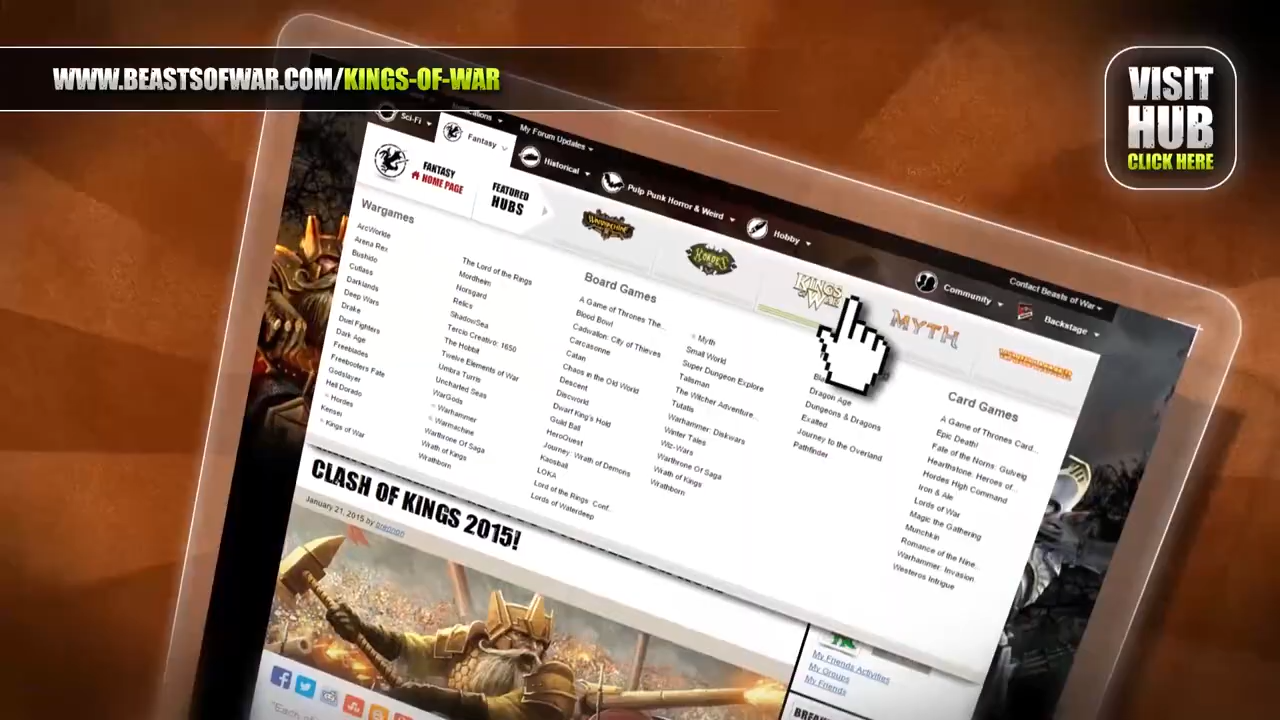 WWW.BEASTSOFWAR.COM/KINGS-OF-WAR
VISIT
HUB
CLICK HERE
Sci-Fi
My Forum Updates
Fantasy
Historical
Pulp Punk Horror & Weird
Hobby
Community
Contact Beasts of War
Backstage
FANTASY
HOME PAGE
FEATURED
HUBS
WARMACHINE
HORDES
KINGS
OF WAR
MYTH
WARHAMMER
Wargames
ArcWorlde
Arena Rex
Bushido
Cutlass
Darklands
Deep Wars
Drake
Duel Fighters
Dark Age
Freeblades
Freebooters Fate
Godslayer
Hell Dorado
Hordes
Kensei
Kings of War
The Lord of the Rings
Mordheim
Norsgard
Relics
ShadowSea
Tercio Creativo: 1650
The Hobbit
Twelve Elements of War
Umbra Turris
Uncharted Seas
WarGods
Warhammer
Warmachine
Warthrone Of Saga
Wrath of Kings
Wrathborn
Board Games
A Game of Thrones The...
Blood Bowl
Cadwallon: City of Thieves
Carcasonne
Catan
Chaos in the Old World
Descent
Discworld
Dwarf King's Hold
Guild Ball
HeroQuest
Journey: Wrath of Demons
Kaosball
LOKA
Lord of the Rings: Conf...
Lords of Waterdeep
Myth
Small World
Super Dungeon Explore
Talisman
The Witcher Adventure...
Tutatis
Warhammer: Diskwars
Winter Tales
Wiz-Wars
Warthrone Of Saga
Wrath of Kings
Wrathborn
Dragon Age
Dungeons & Dragons
Exalted
Journey to the Overland
Pathfinder
Card Games
A Game of Thrones Card...
Epic Death!
Fate of the Norns: Gulveig
Hearthstone: Heroes of...
Hordes High Command
Iron & Ale
Lords of War
Magic the Gathering
Munchkin
Romance of the Nine...
Warhammer: Invasion
Westeros Intrigue
CLASH OF KINGS 2015!
January 21, 2015 by brennon
My Friends Activities
My Groups
My Friends